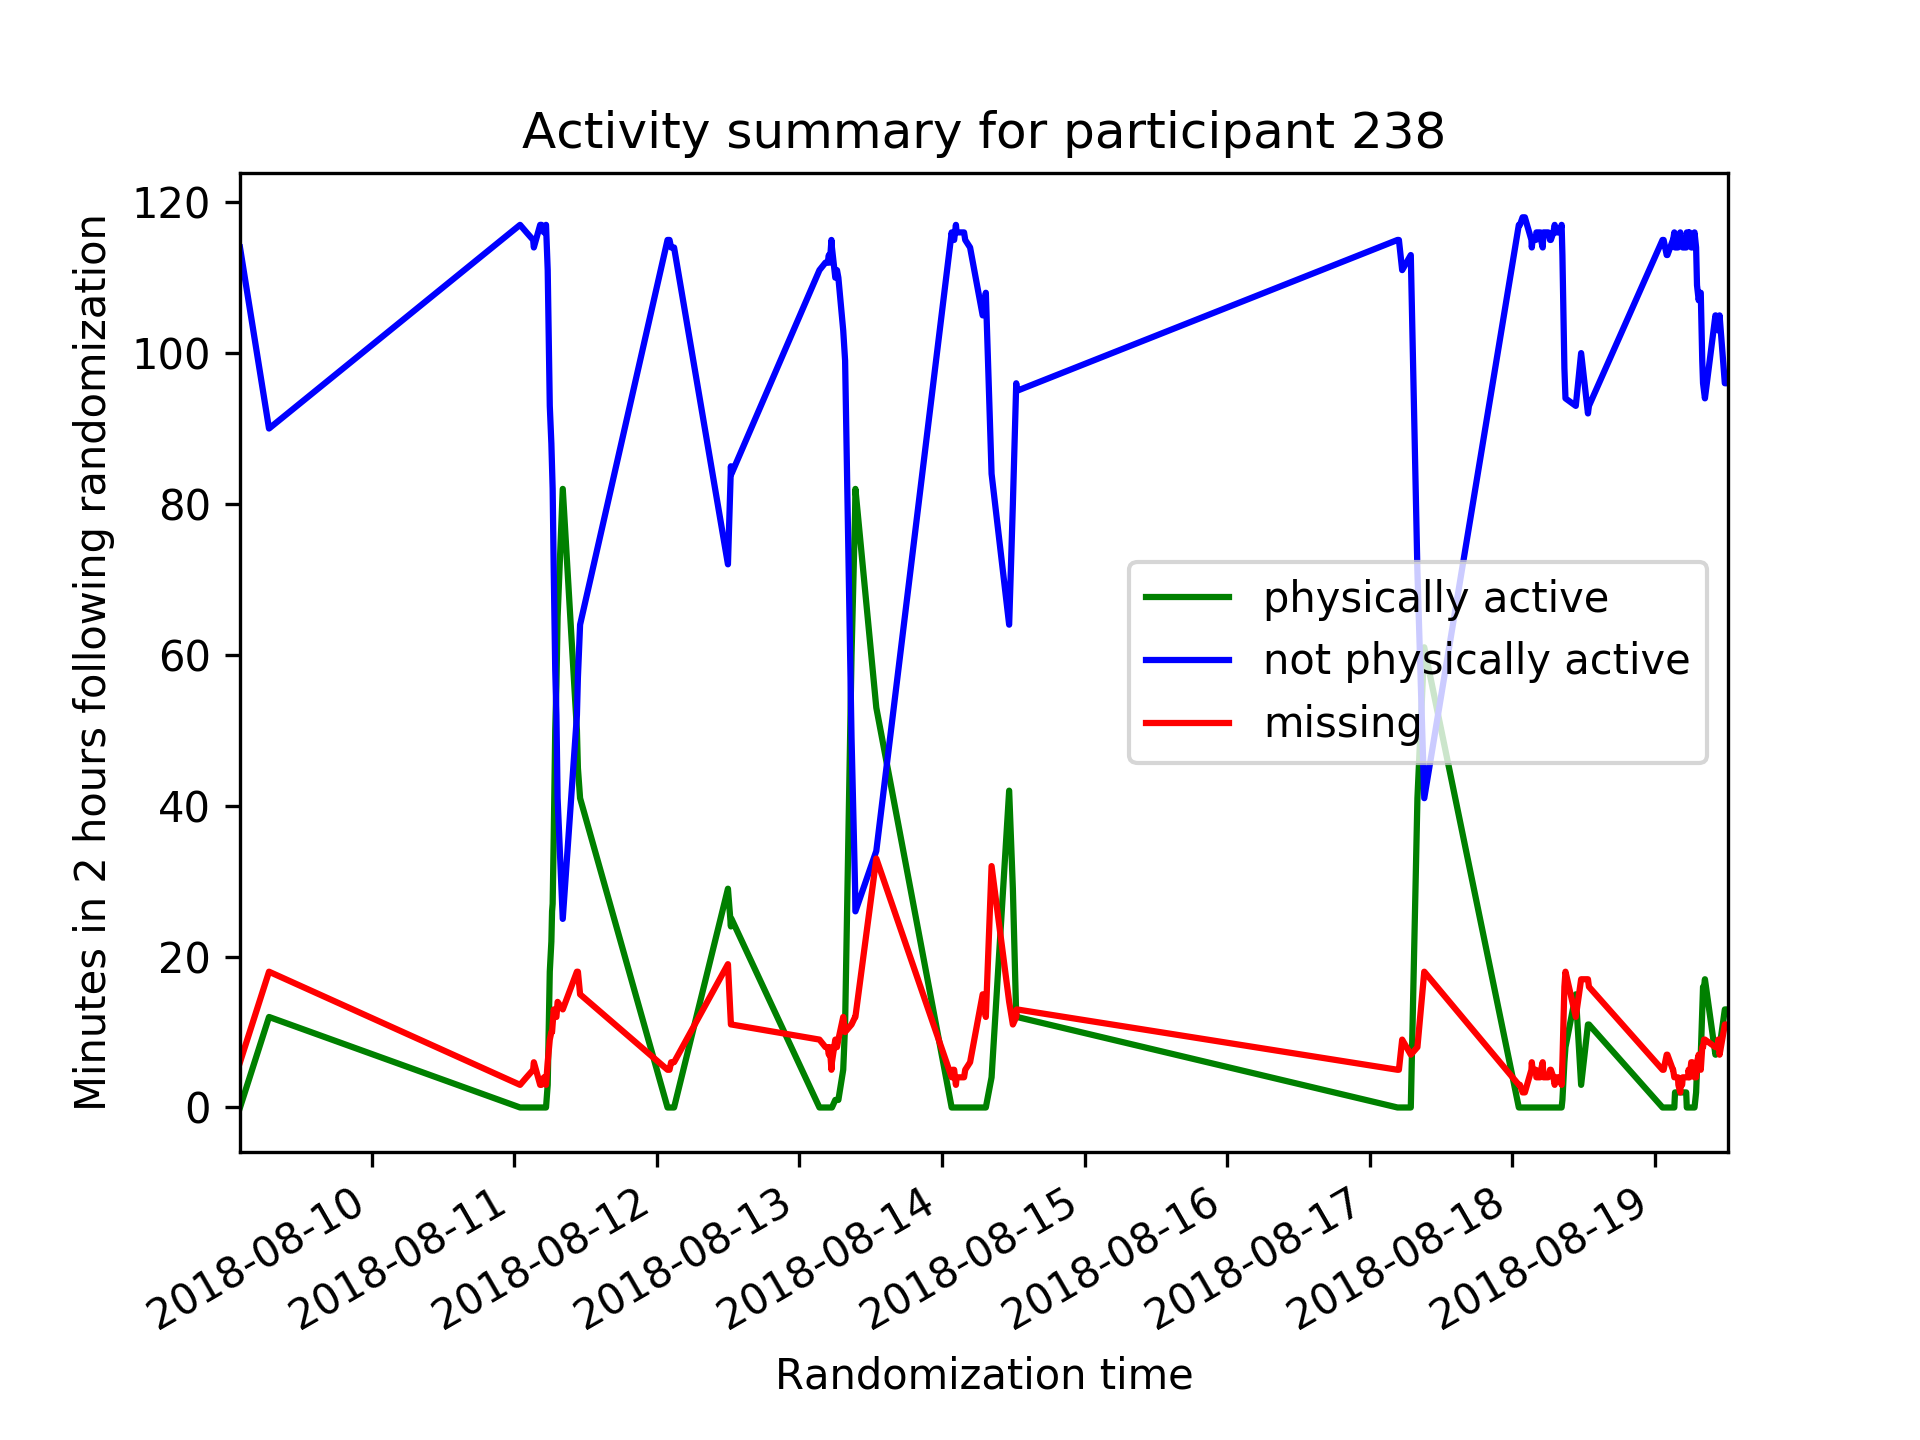 Activity summary for participant 238
Minutes in 2 hours following randomization
120
100
80
60
40
20
0
physically active
not physically active
missing
2018-08-10
2018-08-11
2018-08-12
2018-08-13
2018-08-14
2018-08-15
2018-08-16
2018-08-17
2018-08-18
2018-08-19
Randomization time